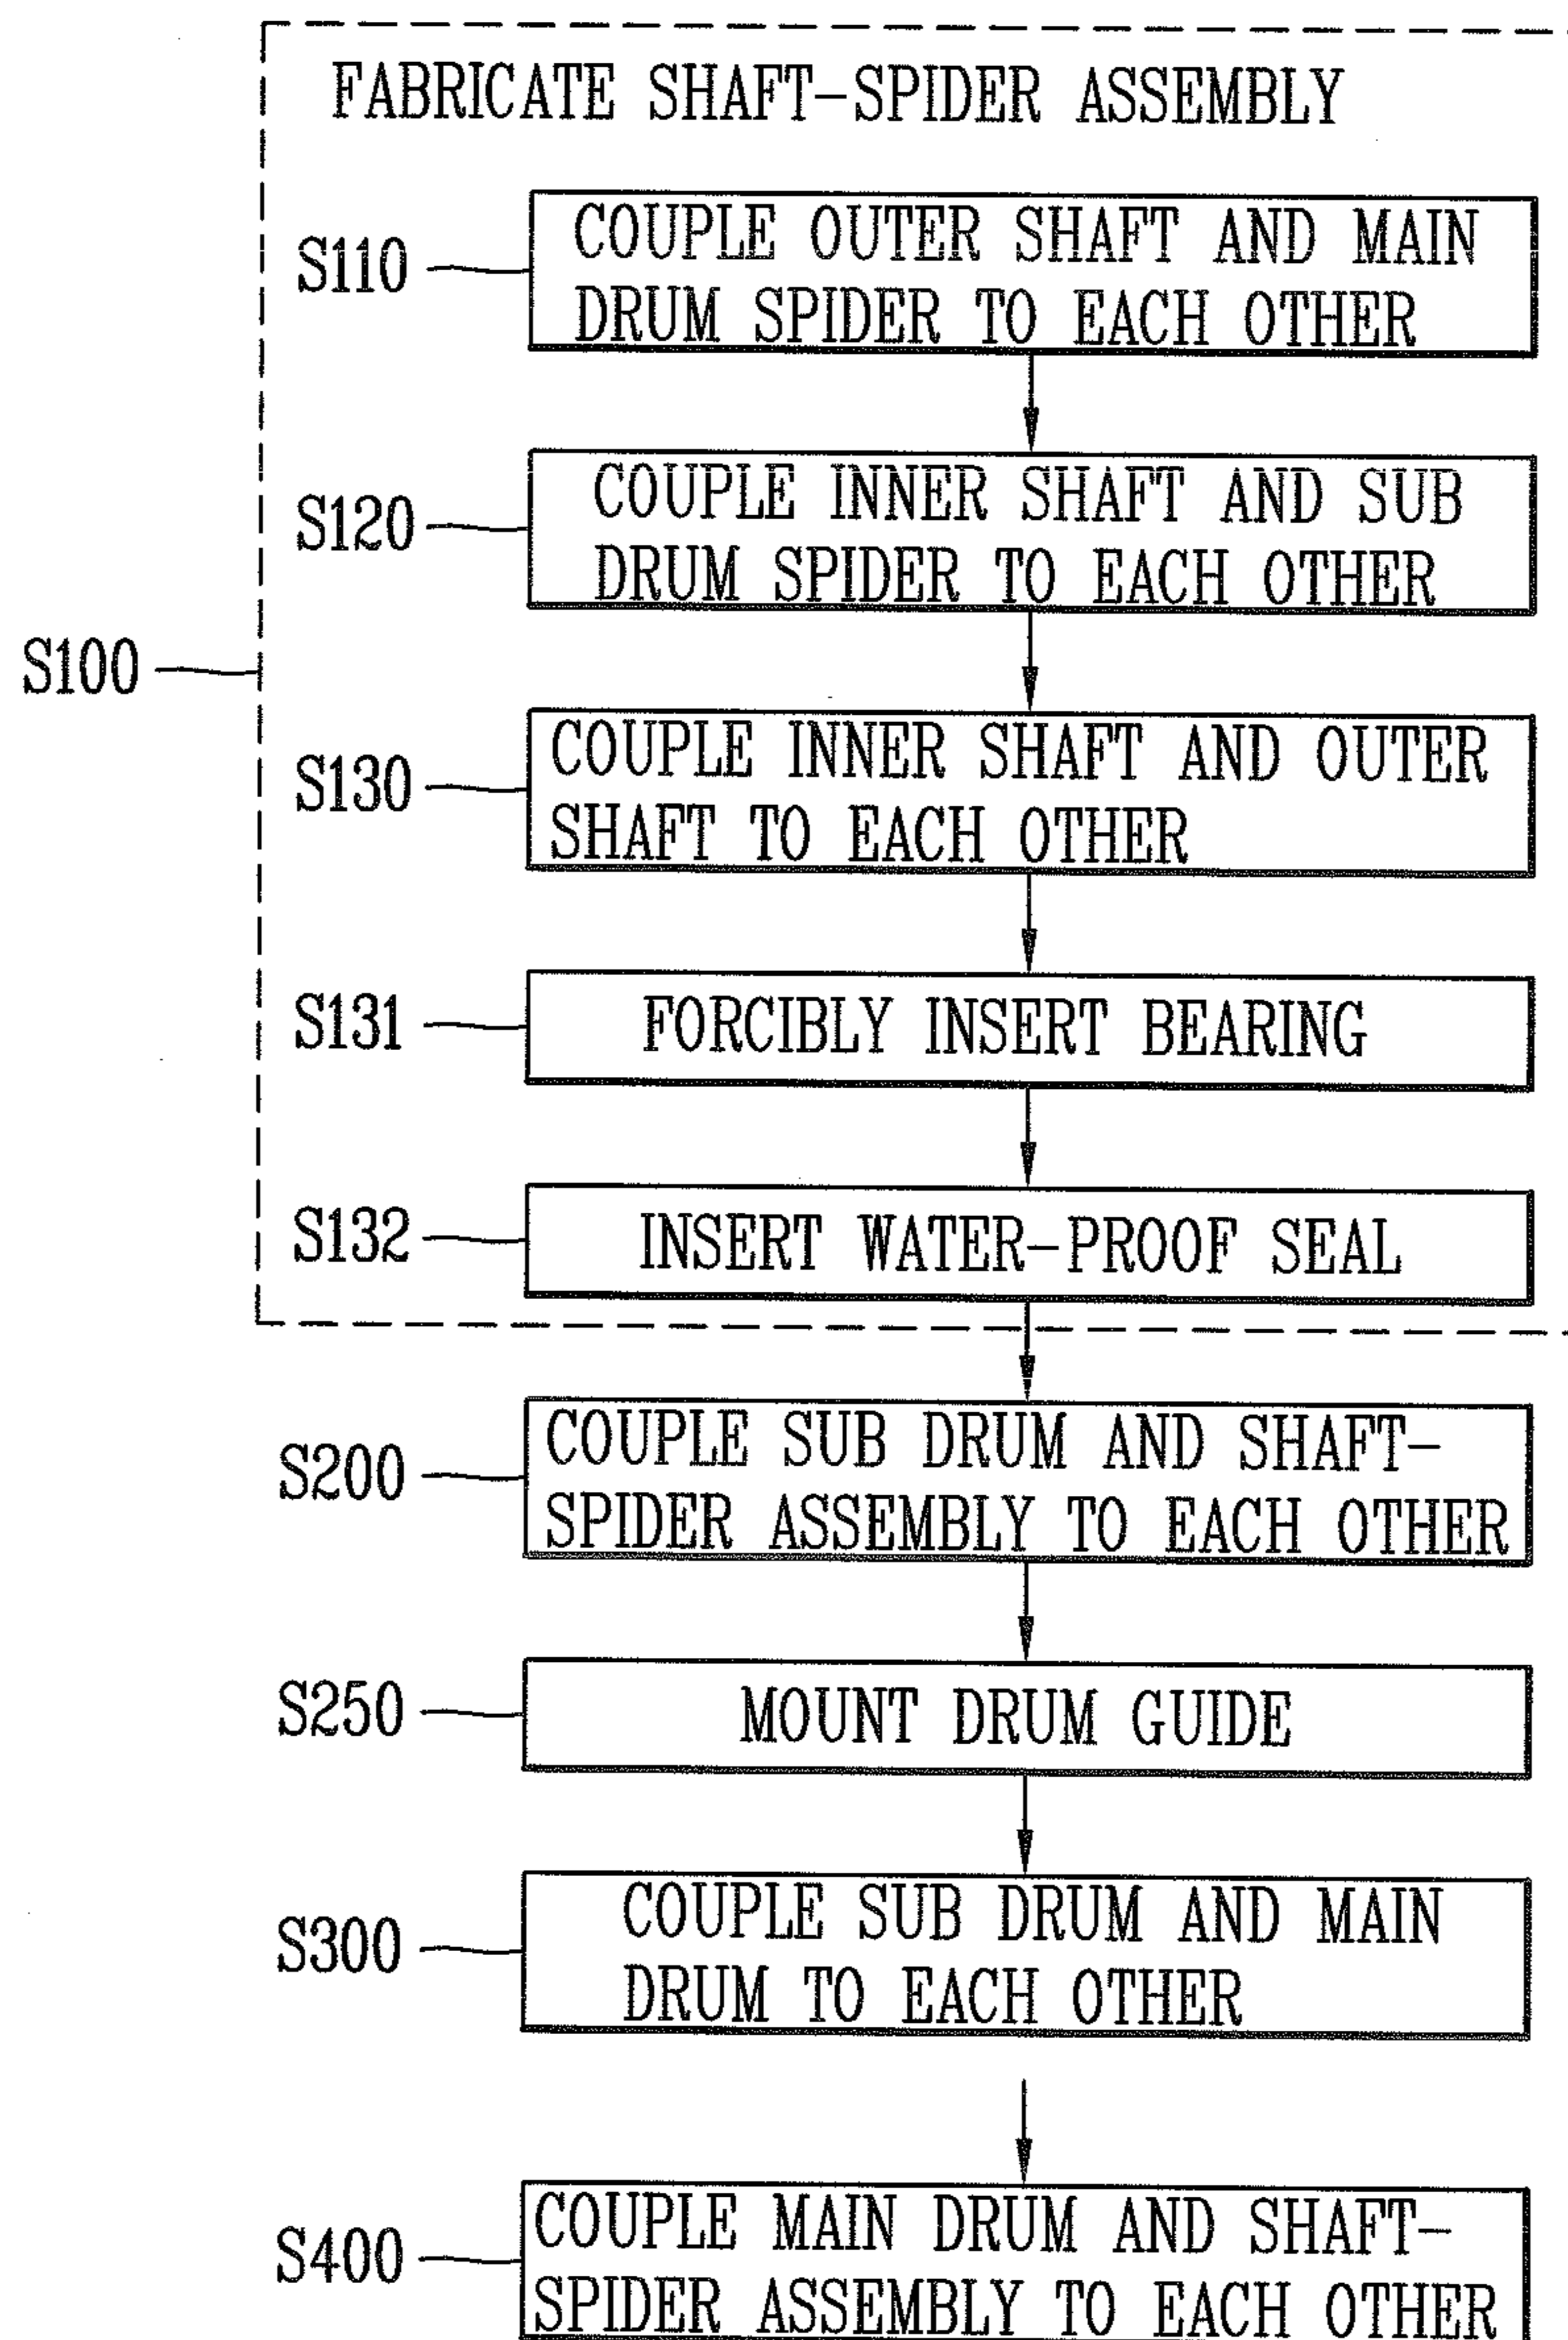 FABRICATE SHAFT-SPIDER ASSEMBLY
S110
COUPLE OUTER SHAFT AND MAIN
DRUM SPIDER TO EACH OTHER
S120
COUPLE INNER SHAFT AND SUB
DRUM SPIDER TO EACH OTHER
S100
S130
COUPLE INNER SHAFT AND OUTER
SHAFT TO EACH OTHER
S131
FORCIBLY INSERT BEARING
S132
INSERT WATER-PROOF SEAL
S200
COUPLE SUB DRUM AND SHAFT-
SPIDER ASSEMBLY TO EACH OTHER
S250
MOUNT DRUM GUIDE
S300
COUPLE SUB DRUM AND MAIN
DRUM TO EACH OTHER
S400
COUPLE MAIN DRUM AND SHAFT-
SPIDER ASSEMBLY TO EACH OTHER